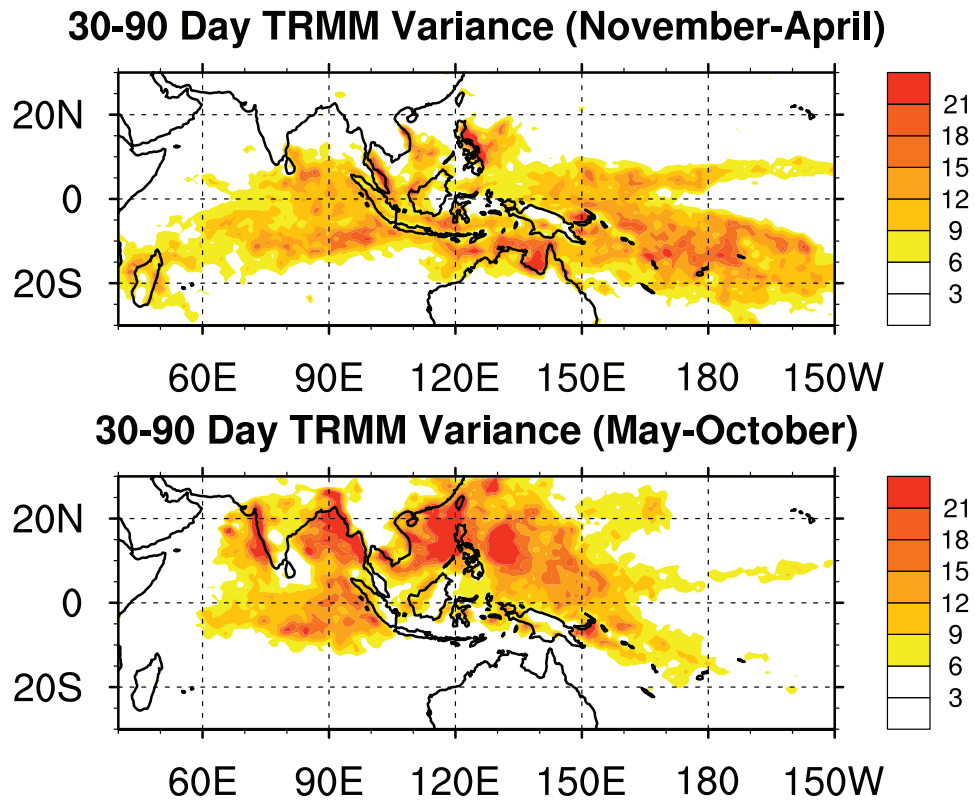 30-90 Day TRMM Variance (November-April)
20N
0
20S
60E 90E 120E 150E 180 150W
21
18
15
12
9
6
3
30-90 Day TRMM Variance (May-October)
20N
0
20S
60E 90E 120E 150E 180 150W
21
18
15
12
9
6
3